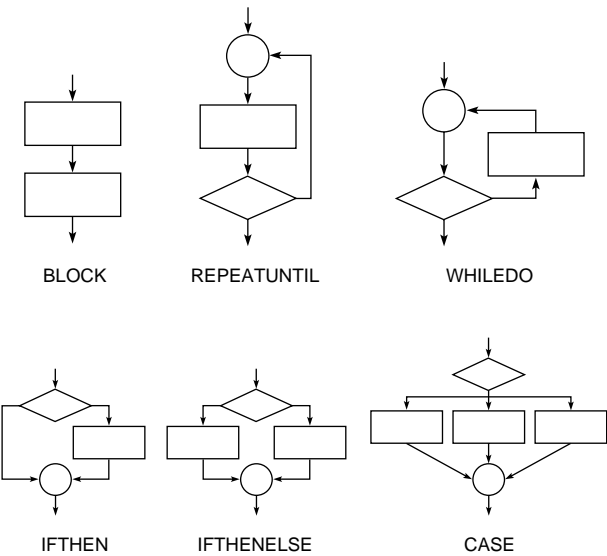 BLOCK
REPEATUNTIL
WHILEDO
IFTHEN
IFTHENELSE
CASE